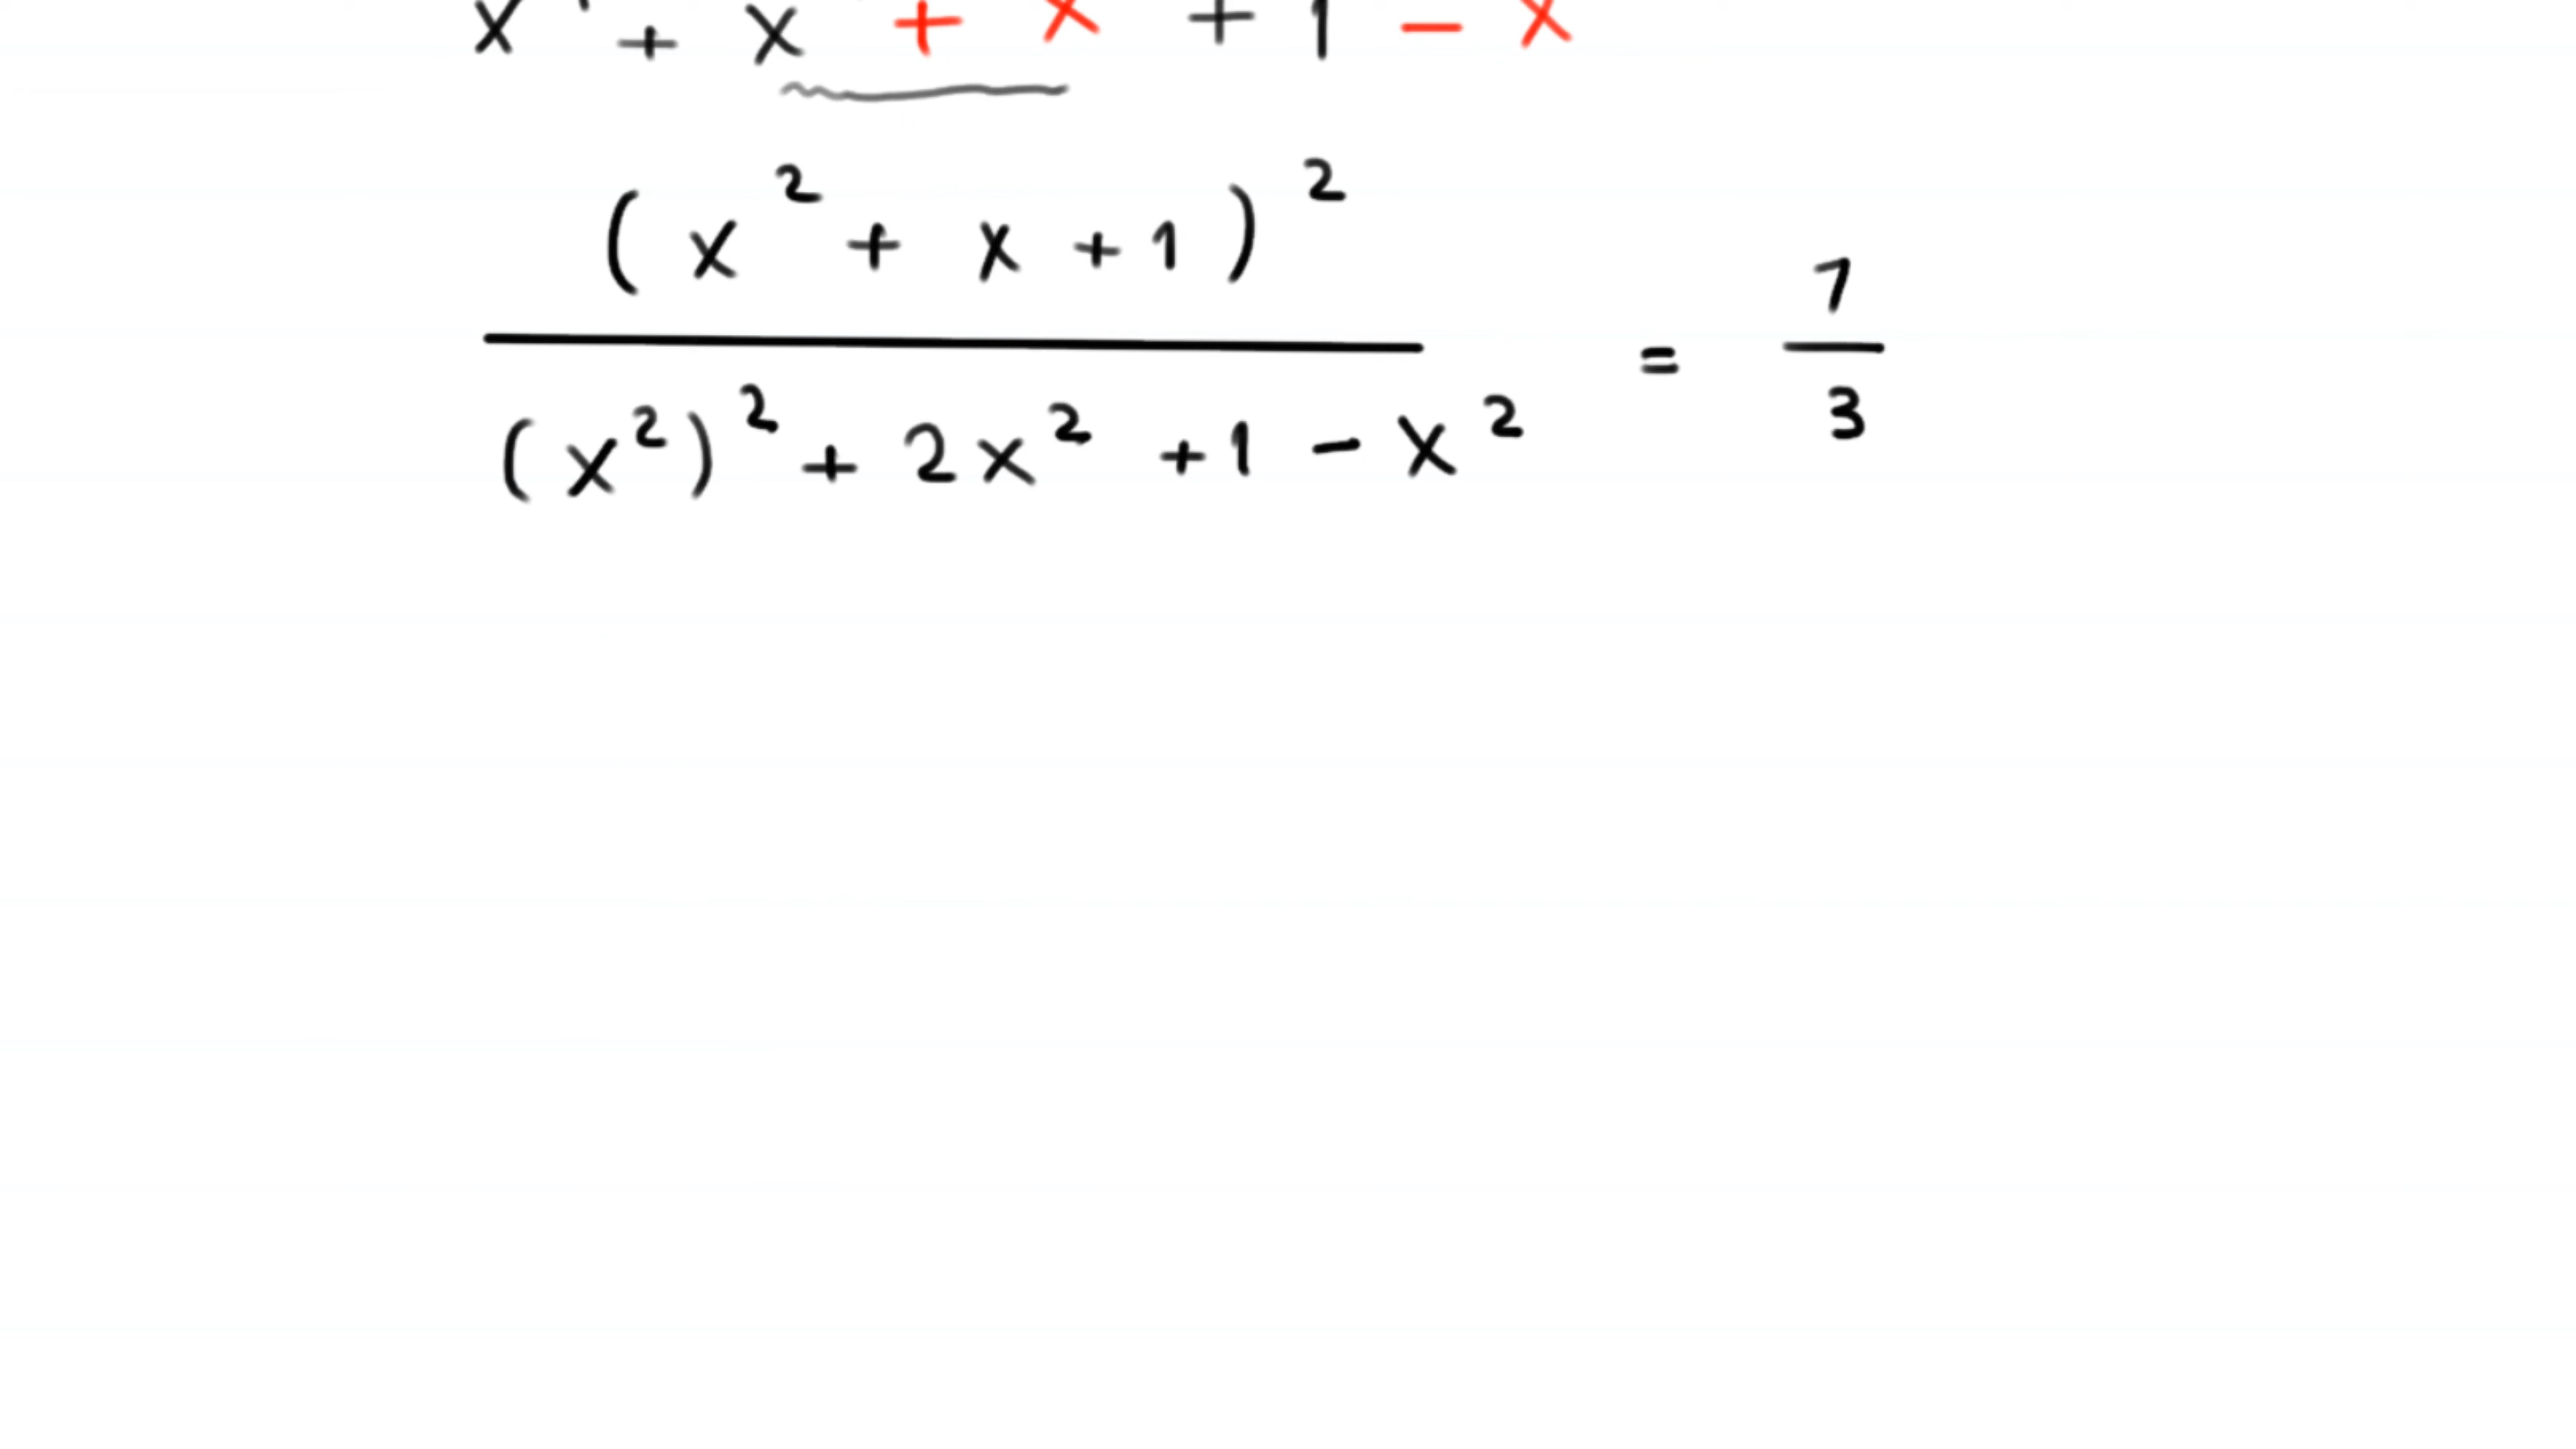 x + x + x + 1 - x
(x² + x + 1)²
= 7/3
(x²)² + 2x² + 1 - x²